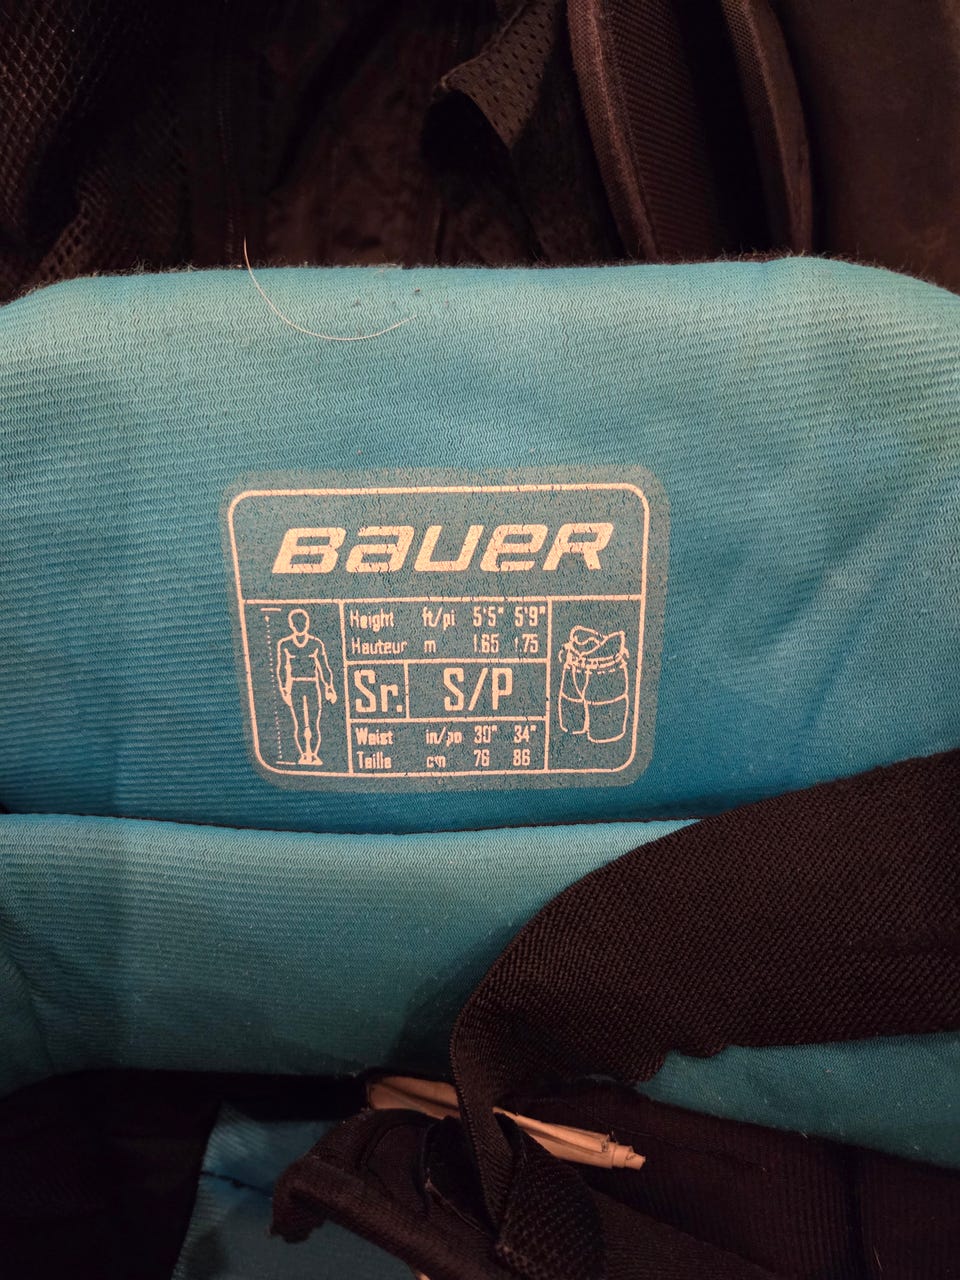 BAUER
Height ft/pi 5'5" 5'9"
Hauteur m 1.65 1.75
Sr. S/P
Waist in/po 30" 34"
Taille cm 76 86